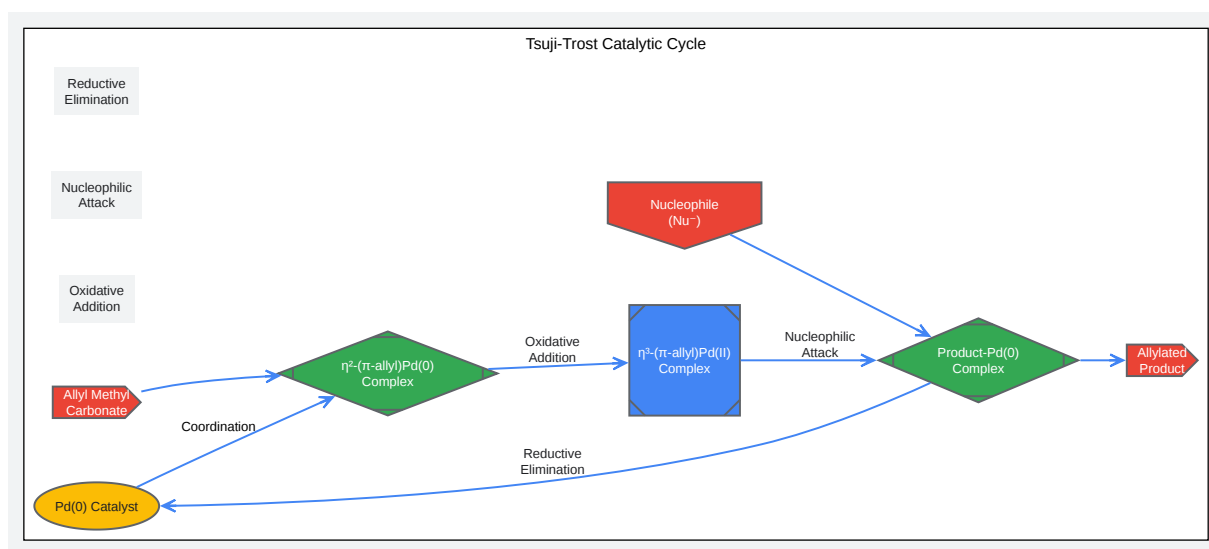 Tsuji-Trost Catalytic Cycle
Reductive
Elimination
Nucleophilic
Attack
Nucleophile
(Nu⁻)
Oxidative
Addition
Oxidative
Addition
Nucleophilic
Attack
η²-(π-allyl)Pd(0)
Complex
η³-(π-allyl)Pd(II)
Complex
Product-Pd(0)
Complex
Allylated
Product
Allyl Methyl
Carbonate
Coordination
Reductive
Elimination
Pd(0) Catalyst